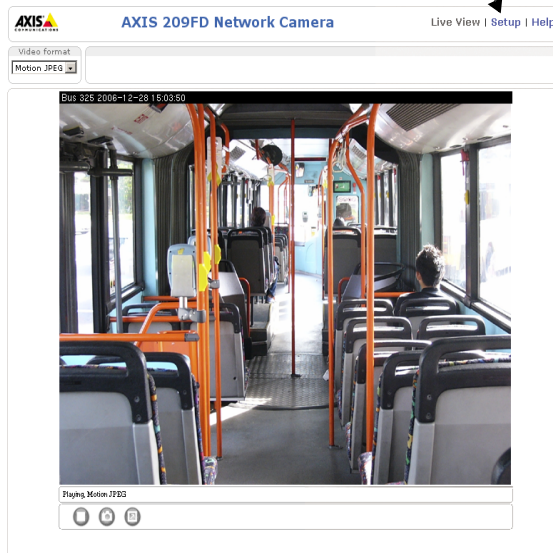 AXIS
COMMUNICATIONS
AXIS 209FD Network Camera
Live View | Setup | Help
Video format
Motion JPEG
Bus 325 2006-12-28 15:03:50
Playing, Motion JPEG